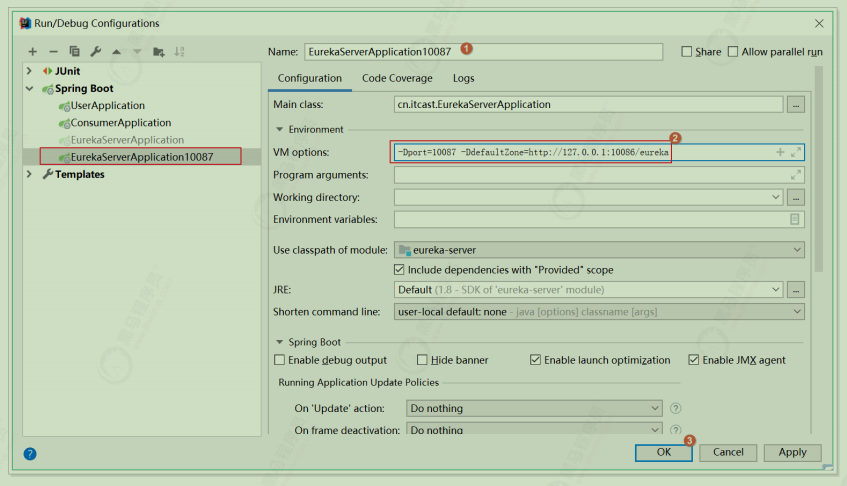 Run/Debug Configurations
Name: EurekaServerApplication10087 1 Share Allow parallel run
JUnit
Spring Boot
UserApplication
ConsumerApplication
EurekaServerApplication
EurekaServerApplication10087
Templates
Configuration Code Coverage Logs
Main class: cn.itcast.EurekaServerApplication ...
Environment
2
VM options: -Dport=10087 -DdefaultZone=http://127.0.0.1:10086/eureka
Program arguments:
Working directory: ...
Environment variables:
Use classpath of module: eureka-server
Include dependencies with "Provided" scope
JRE: Default (1.8 - SDK of 'eureka-server' module) ...
Shorten command line: user-local default: none - java [options] classname [args]
Spring Boot
Enable debug output Hide banner Enable launch optimization Enable JMX agent
Running Application Update Policies
On 'Update' action: Do nothing ?
On frame deactivation: Do nothing ?
3
? OK Cancel Apply